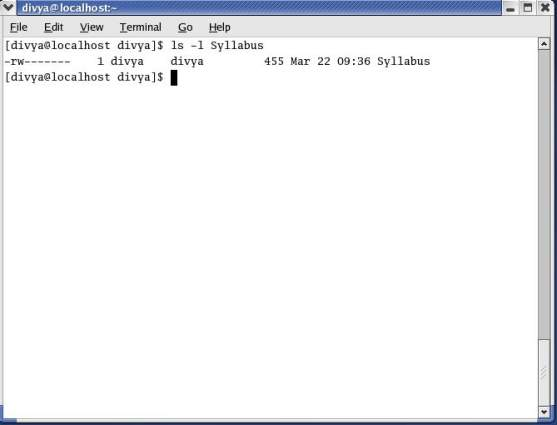 divya@localhost:~
File Edit View Terminal Go Help
[divya@localhost divya]$ ls -l Syllabus
-rw------- 1 divya divya 455 Mar 22 09:36 Syllabus
[divya@localhost divya]$